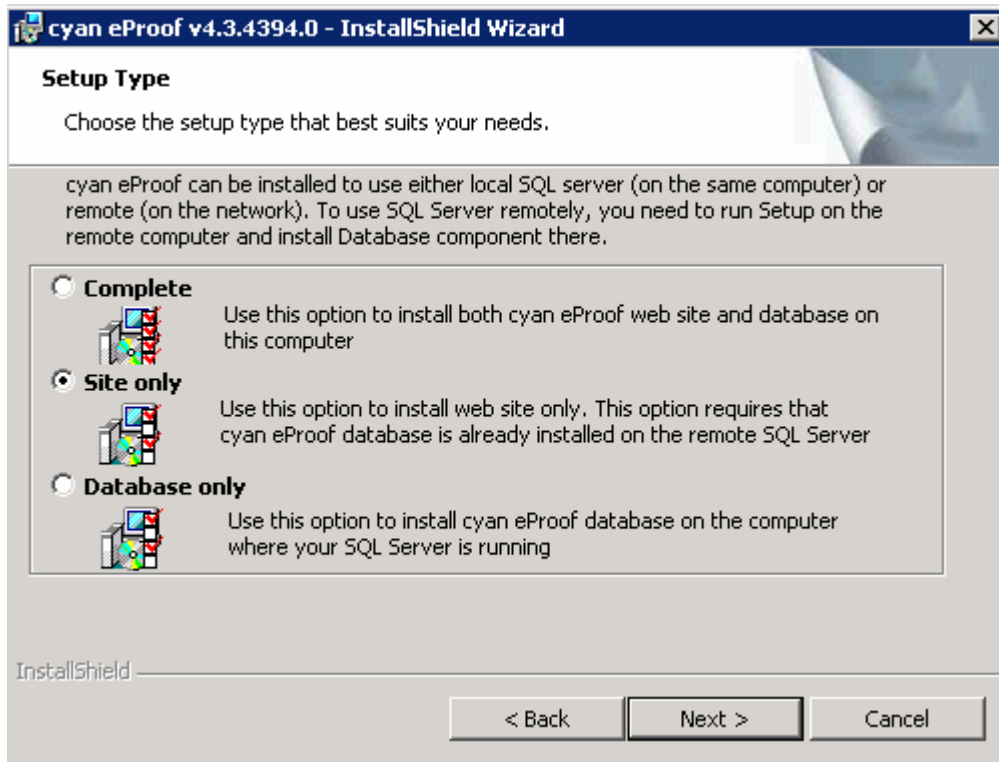 cyan eProof v4.3.4394.0 - InstallShield Wizard
Setup Type
Choose the setup type that best suits your needs.
cyan eProof can be installed to use either local SQL server (on the same computer) or
remote (on the network). To use SQL Server remotely, you need to run Setup on the
remote computer and install Database component there.
Complete
Use this option to install both cyan eProof web site and database on
this computer
Site only
Use this option to install web site only. This option requires that
cyan eProof database is already installed on the remote SQL Server
Database only
Use this option to install cyan eProof database on the computer
where your SQL Server is running
InstallShield
< Back
Next >
Cancel